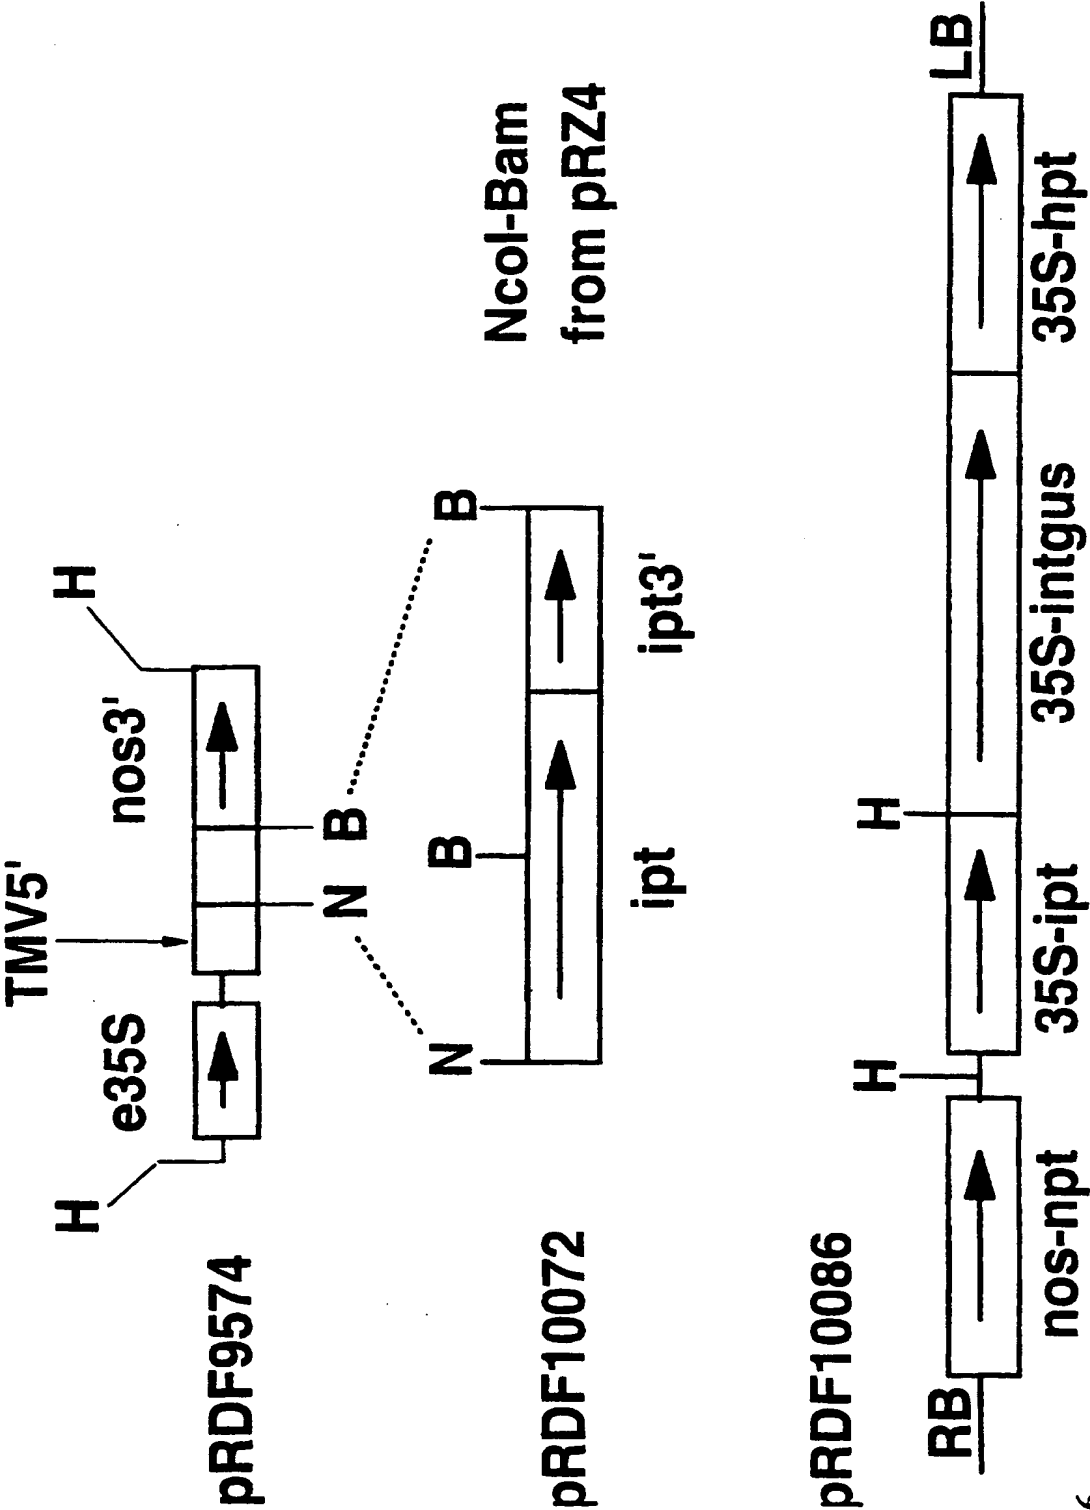 TMV5'
H
e35S
nos3'
H
pRDF9574
N
B
N
B
B
NcoI-Bam
from pRZ4
pRDF10072
ipt
ipt3'
pRDF10086
H
H
RB
LB
nos-npt
35S-ipt
35S-intgus
35S-hpt